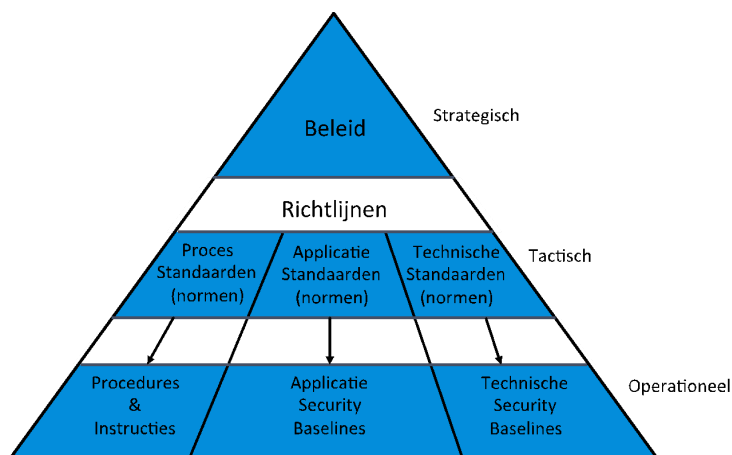 Strategisch
Beleid
Richtlijnen
Proces
Standaarden
(normen)
Applicatie
Standaarden
(normen)
Technische
Standaarden
(normen)
Tactisch
Procedures
&
Instructies
Applicatie
Security
Baselines
Technische
Security
Baselines
Operationeel